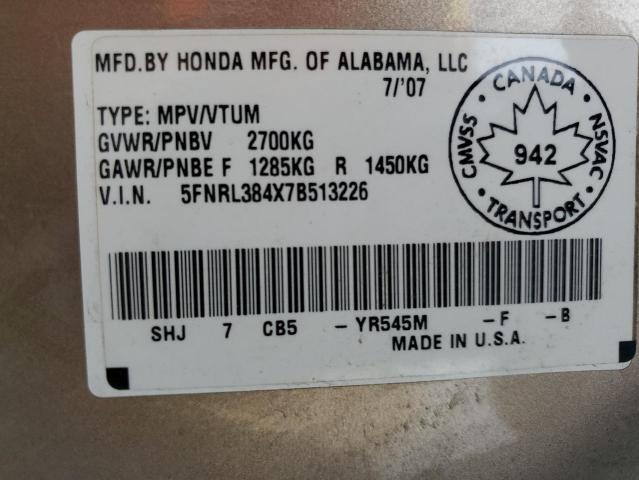 MFD.BY HONDA MFG. OF ALABAMA, LLC
7/'07
TYPE: MPV/VTUM
GVWR/PNBV 2700KG
GAWR/PNBE F 1285KG R 1450KG
V.I.N. 5FNRL384X7B513226
CANADA
CMVSS
942
NSVAC
TRANSPORT
SHJ 7 CB5 -YR545M -F -B
MADE IN U.S.A.